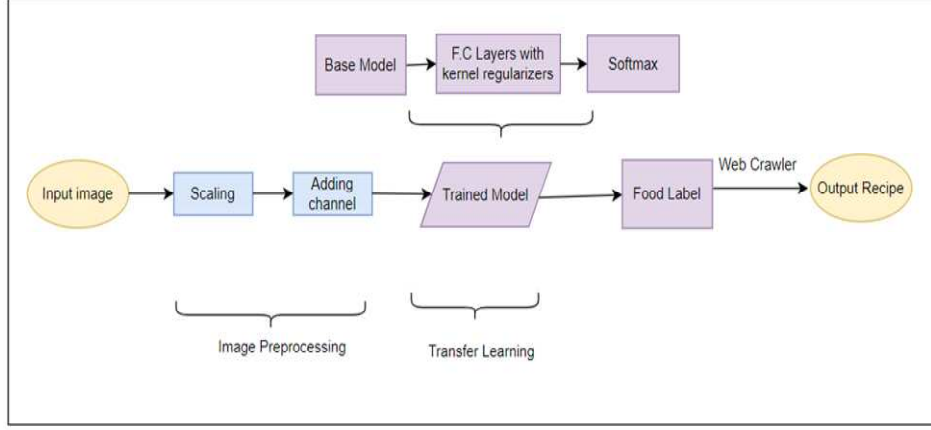 Base Model
F.C Layers with
kernel regularizers
Softmax
Input image
Scaling
Adding
channel
Trained Model
Food Label
Web Crawler
Output Recipe
Image Preprocessing
Transfer Learning